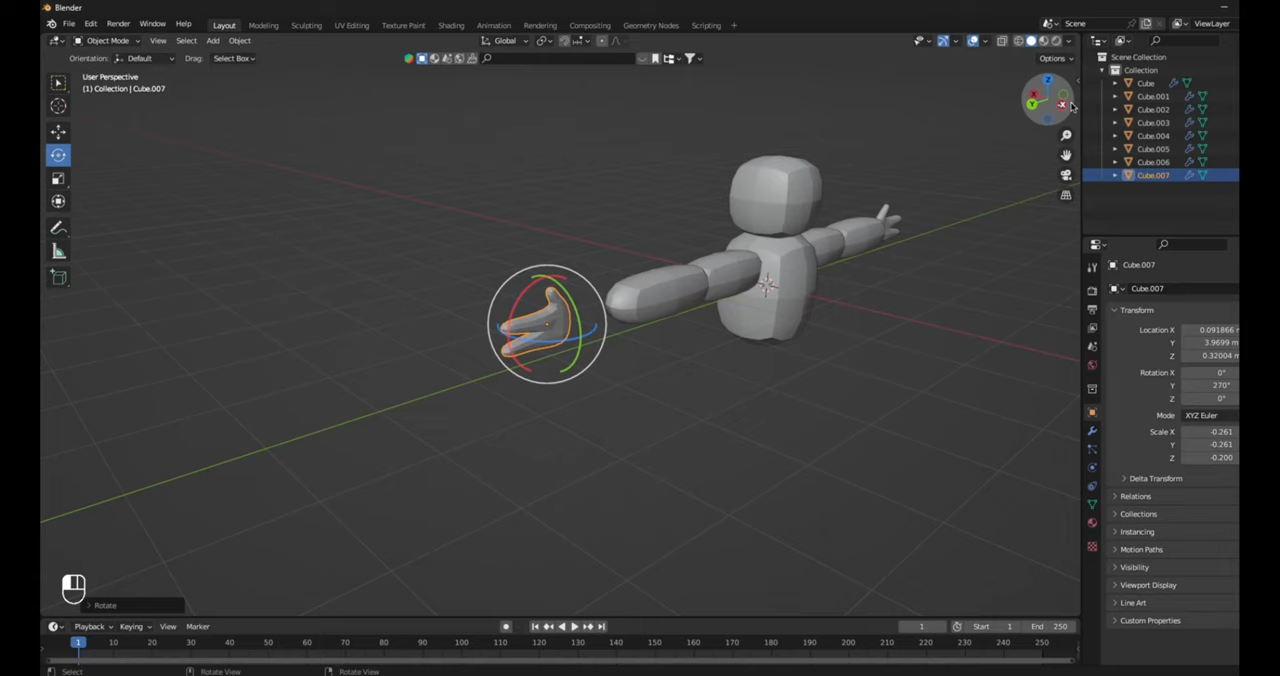 Blender
File Edit Render Window Help Layout Modeling Sculpting UV Editing Texture Paint Shading Animation Rendering Compositing Geometry Nodes Scripting + Scene ViewLayer
Object Mode View Select Add Object Global
Orientation: Default Drag: Select Box Options
User Perspective
(1) Collection | Cube.007
Z
X
Y
-X
Scene Collection
Collection
Cube
Cube.001
Cube.002
Cube.003
Cube.004
Cube.005
Cube.006
Cube.007
Cube.007
Cube.007
Transform
Location X 0.091866 m
Y 3.9699 m
Z 0.32004 m
Rotation X 0°
Y 270°
Z 0°
Mode XYZ Euler
Scale X -0.261
Y -0.261
Z -0.200
Delta Transform
Relations
Collections
Instancing
Motion Paths
Visibility
Viewport Display
Line Art
Custom Properties
Rotate
Playback Keying View Marker 1 Start 1 End 250
1 10 20 30 40 50 60 70 80 90 100 110 120 130 140 150 160 170 180 190 200 210 220 230 240 250
Select Rotate View Rotate View